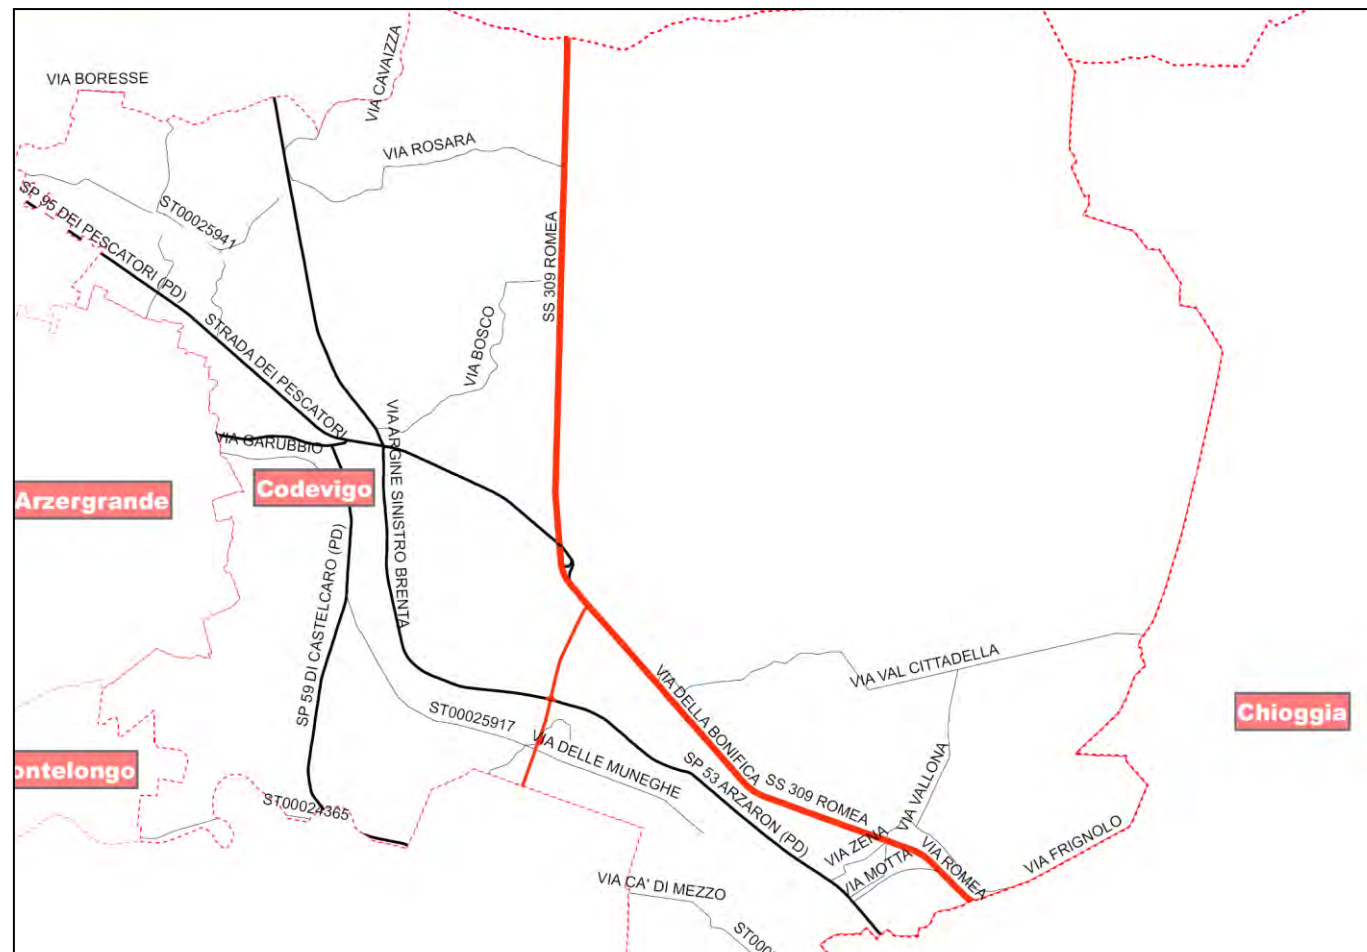 VIA BORESSE
VIA CAVAIZZA
VIA ROSARA
SP 95 DEI PESCATORI (PD)
ST00025941
SS 309 ROMEA
STRADA DEI PESCATORI
VIA BOSCO
VIA GARUBBIO
VIA ARGINE SINISTRO BRENTA
Arzergrande
Codevigo
SP 59 DI CASTELCARO (PD)
VIA VAL CITTADELLA
VIA DELLA BONIFICA
Chioggia
ST00025917
VIA DELLE MUNEGHE
SP 53 ARZARON (PD)
SS 309 ROMEA
VIA VALLONA
ontelongo
ST00024365
VIA ZENA
VIA MOTTA
VIA ROMEA
VIA FRIGNOLO
VIA CA' DI MEZZO
ST000